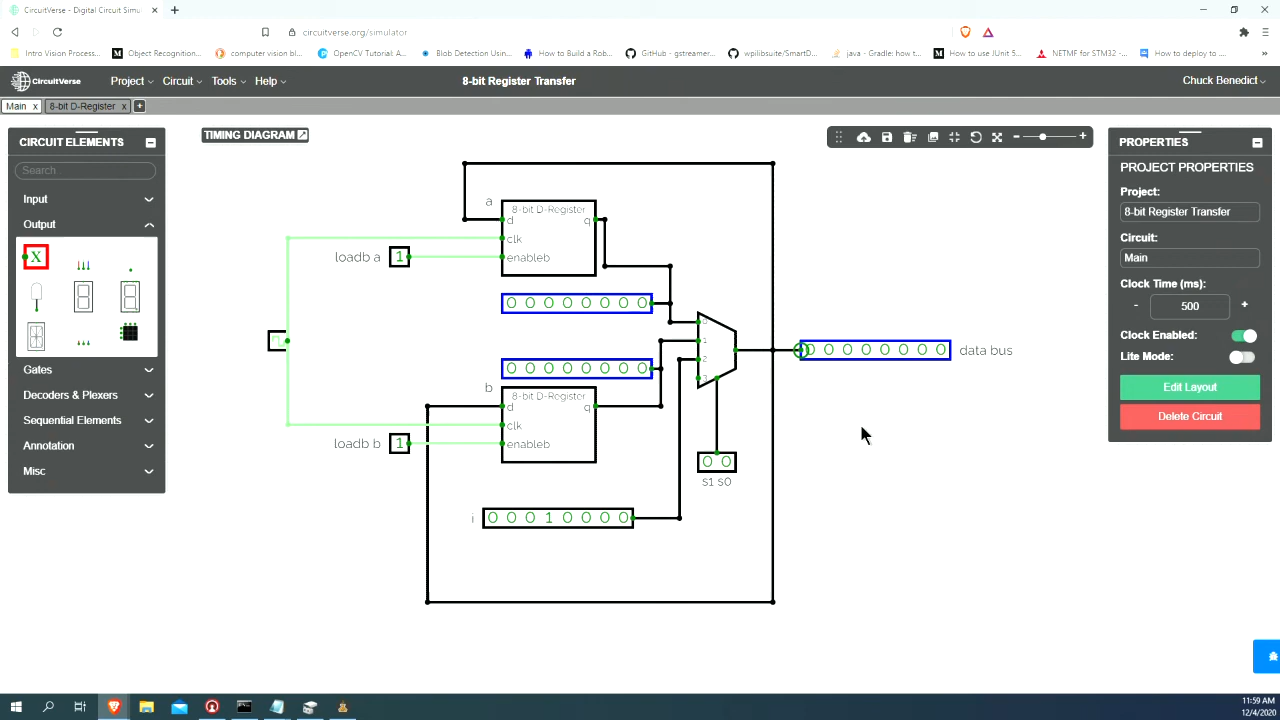 CircuitVerse - Digital Circuit Simu
circuitverse.org/simulator
Intro Vision Process...
Object Recognition...
computer vision bl...
OpenCV Tutorial: A...
Blob Detection Usin...
How to Build a Rob...
GitHub - gstreamer...
wpilibsuite/SmartD...
java - Gradle: how t...
How to use JUnit 5...
NETMF for STM32 -...
How to deploy to ...
CircuitVerse
Project
Circuit
Tools
Help
8-bit Register Transfer
Chuck Benedict
Main x
8-bit D-Register x
+
CIRCUIT ELEMENTS
Search...
Input
Output
X
Gates
Decoders & Plexers
Sequential Elements
Annotation
Misc
TIMING DIAGRAM
a
8-bit D-Register
d q
clk
enableb
loadb a 1
0 0 0 0 0 0 0 0
0
1
2
3
0 0 0 0 0 0 0 0 data bus
0 0 0 0 0 0 0 0
b
8-bit D-Register
d q
clk
enableb
loadb b 1
0 0
s1 s0
i 0 0 0 1 0 0 0 0
PROPERTIES
PROJECT PROPERTIES
Project:
8-bit Register Transfer
Circuit:
Main
Clock Time (ms):
- 500 +
Clock Enabled:
Lite Mode:
Edit Layout
Delete Circuit
11:59 AM
12/4/2020